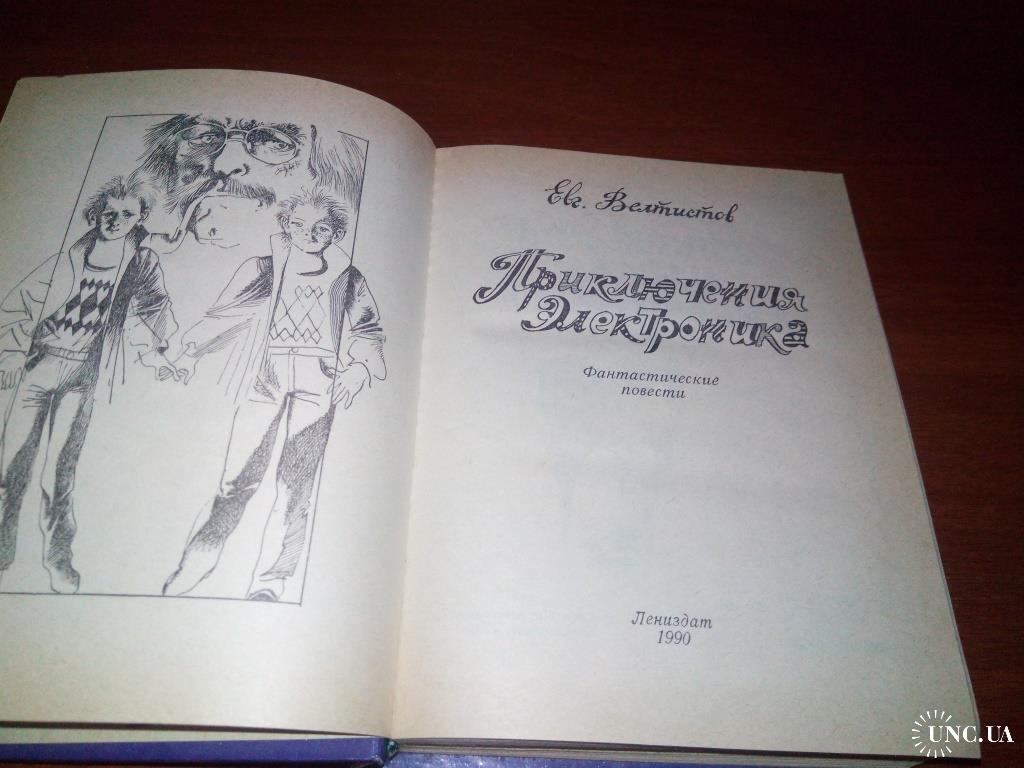 Евг. Велтистов
Приключения
Электроника
Фантастические
повести
Лениздат
1990
UNC.UA